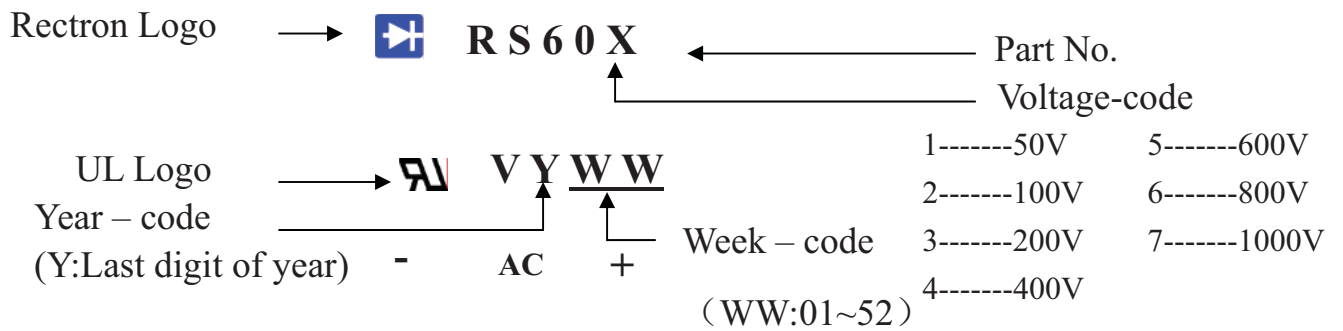 Rectron Logo R S 6 0 X Part No.
Voltage-code
1-------50V 5-------600V
UL Logo V Y W W
2-------100V 6-------800V
Year – code
Week – code 3-------200V 7-------1000V
(Y:Last digit of year) - AC +
4-------400V
（WW:01~52）